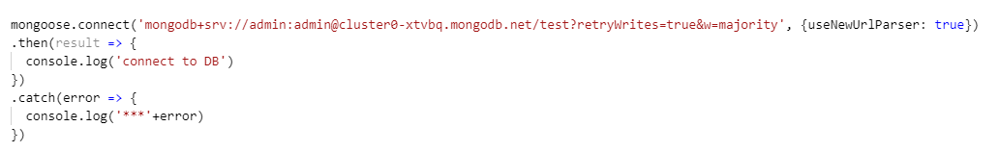 mongoose.connect('mongodb+srv://admin:admin@cluster0-xtvbq.mongodb.net/test?retryWrites=true&w=majority', {useNewUrlParser: true})
.then(result => {
  console.log('connect to DB')
})
.catch(error => {
  console.log('***'+error)
})